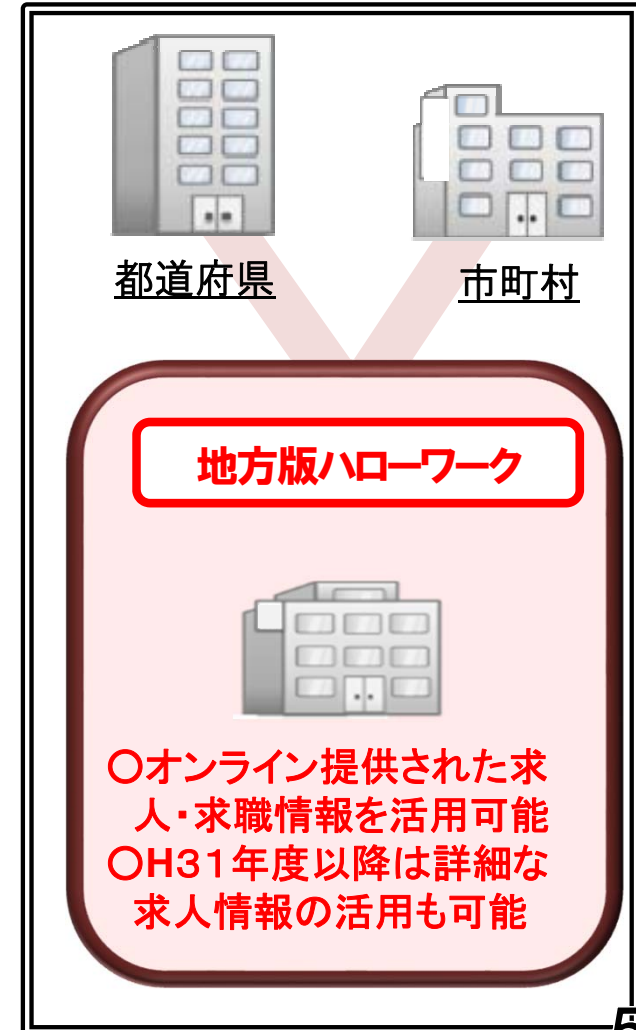 都道府県
市町村
地方版ハローワーク
〇オンライン提供された求
人・求職情報を活用可能
〇H31年度以降は詳細な
求人情報の活用も可能